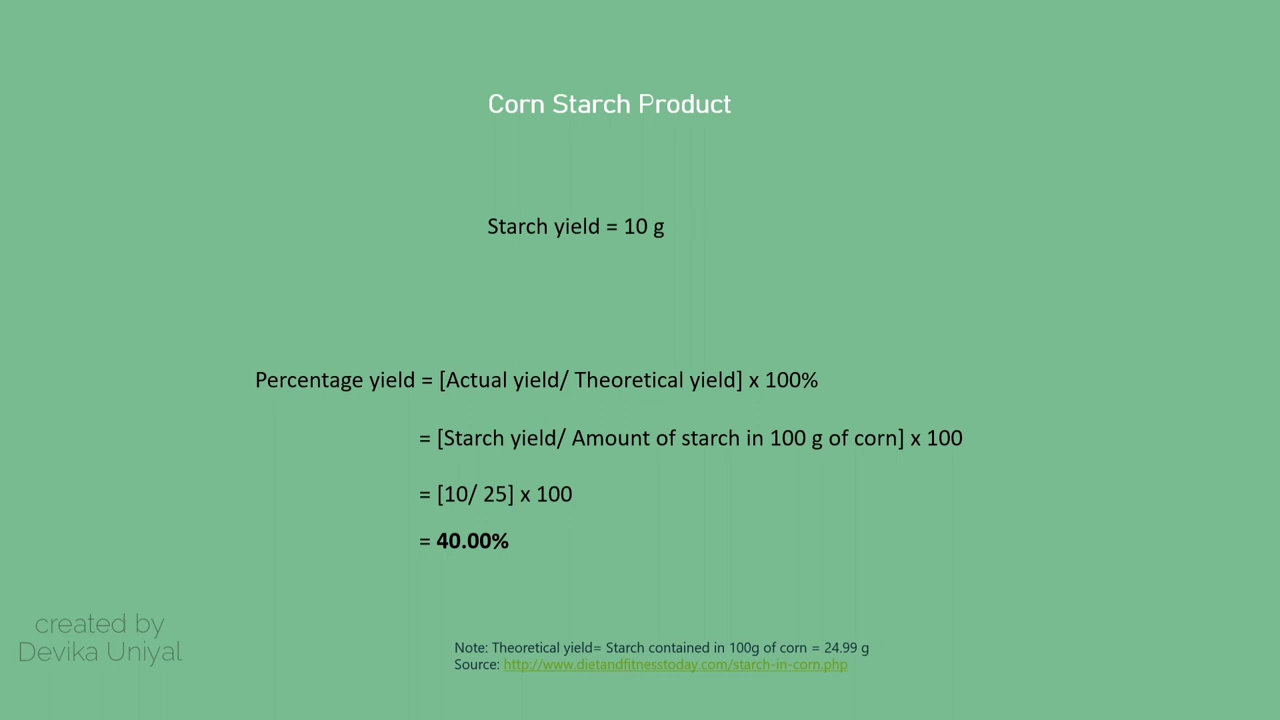 Corn Starch Product
Starch yield = 10 g
Percentage yield = [Actual yield/ Theoretical yield] x 100%
= [Starch yield/ Amount of starch in 100 g of corn] x 100
= [10/ 25] x 100
= 40.00%
created by
Devika Uniyal
Note: Theoretical yield= Starch contained in 100g of corn = 24.99 g
Source: http://www.dietandfitnesstoday.com/starch-in-corn.php